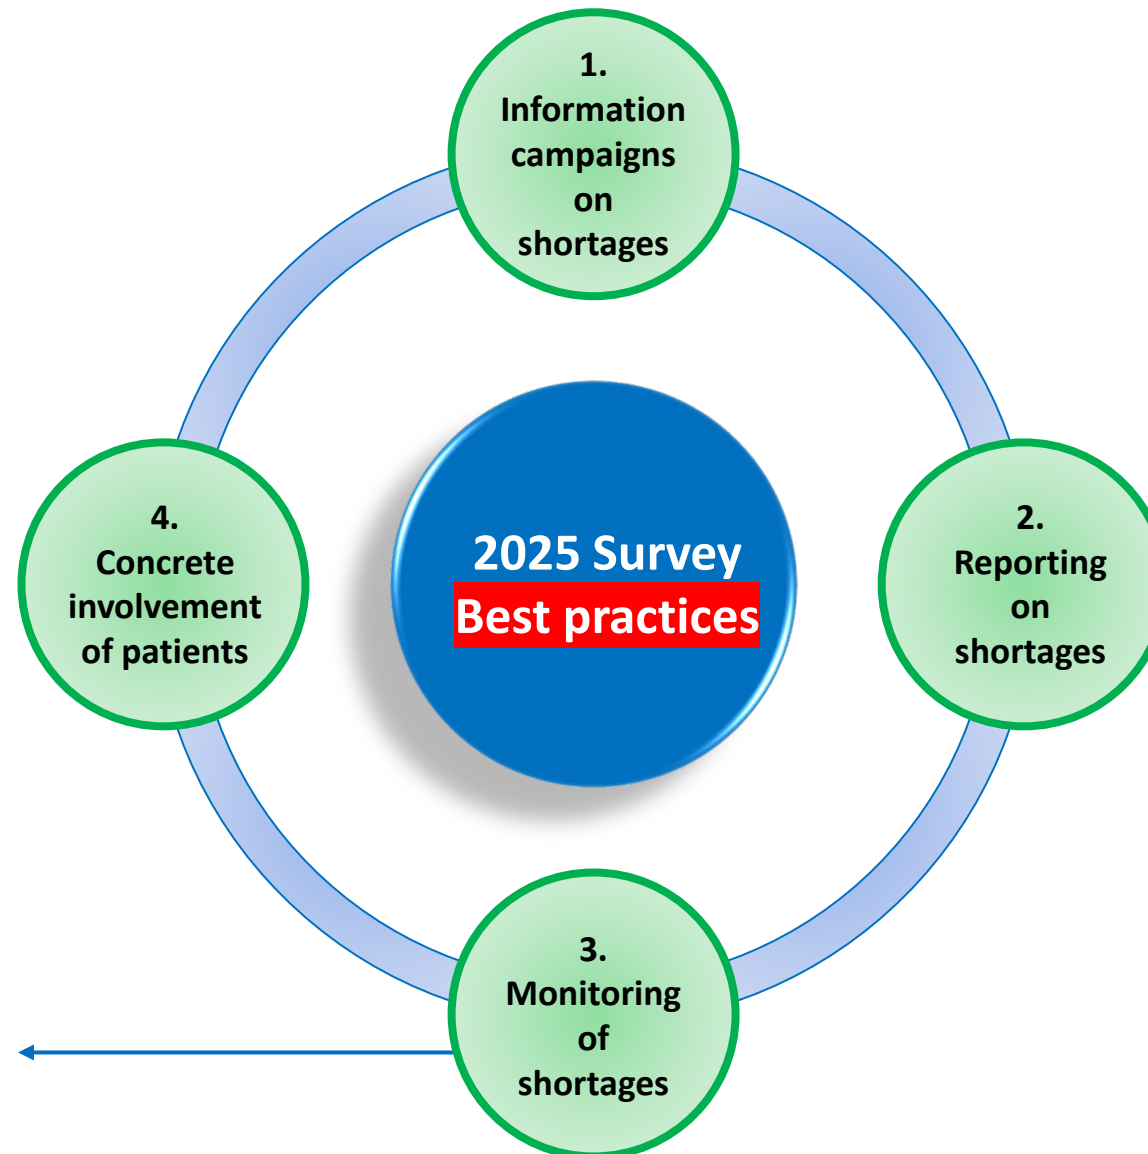 1.
Information
campaigns
on
shortages
2025 Survey
Best practices
2.
Reporting
on
shortages
3.
Monitoring
of
shortages
4.
Concrete
involvement
of patients